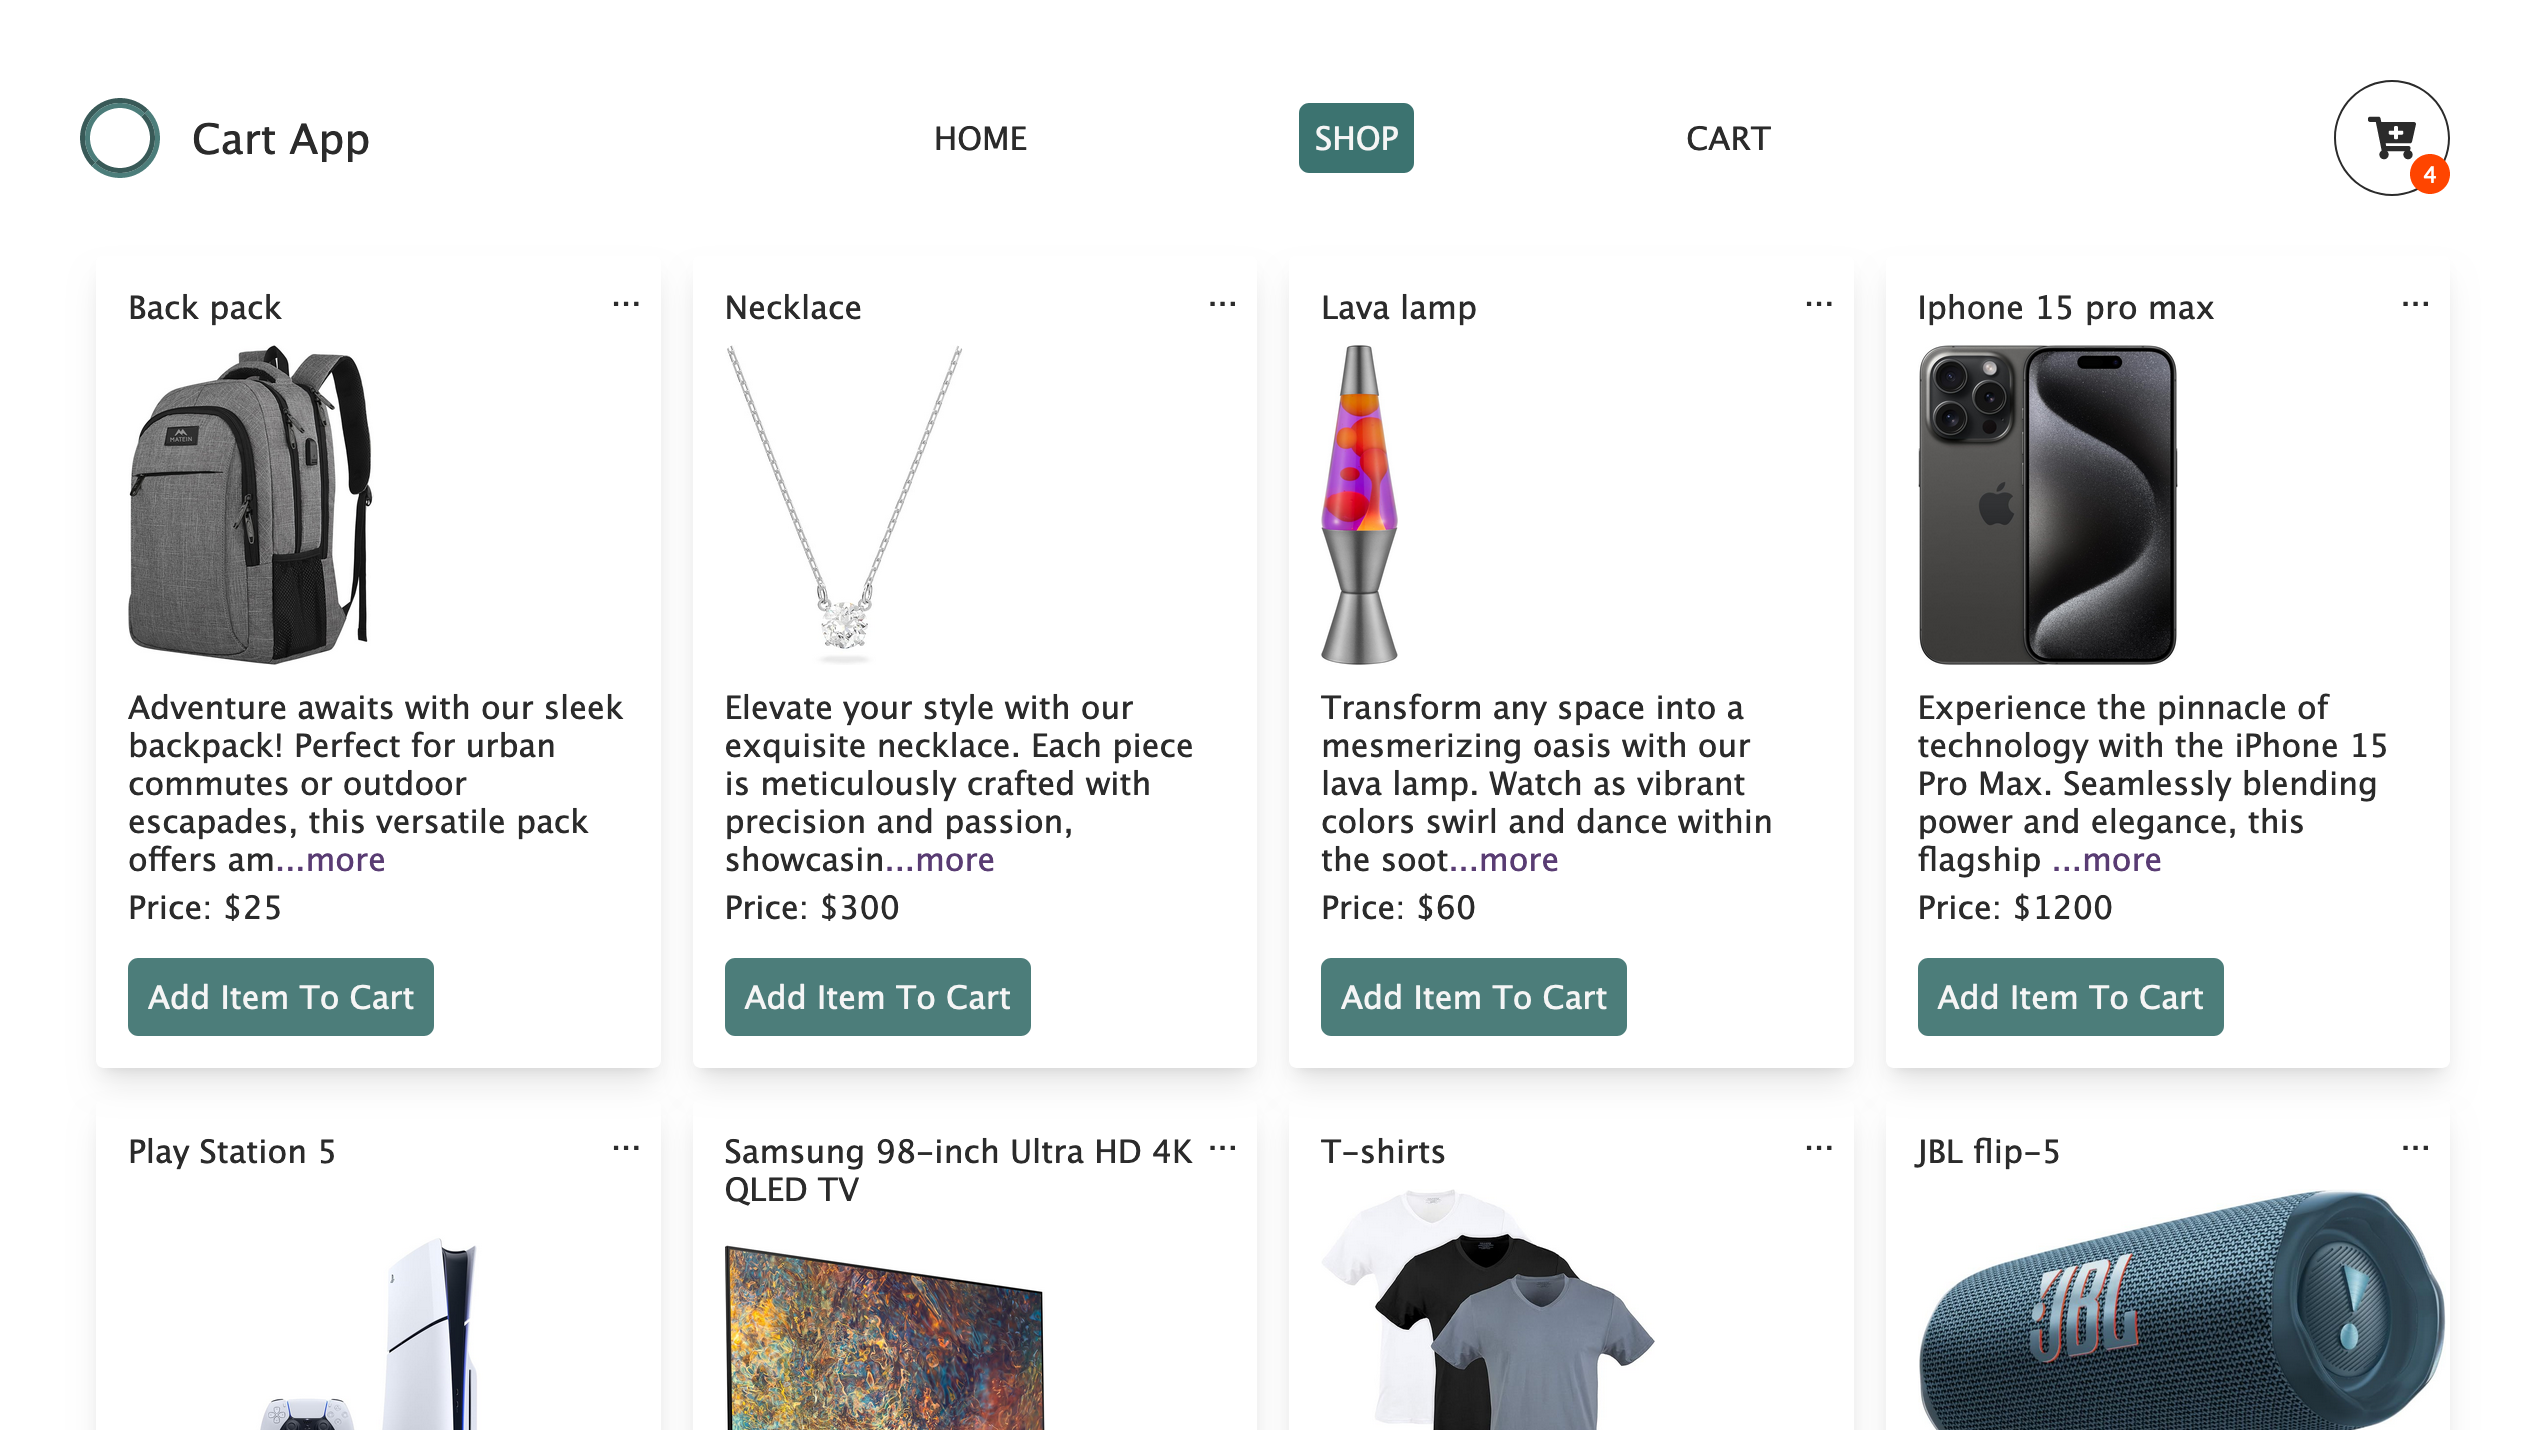 Cart App
HOME
SHOP
CART
4
Back pack
...
MATEIN
Adventure awaits with our sleek
backpack! Perfect for urban
commutes or outdoor
escapades, this versatile pack
offers am...more
Price: $25
Add Item To Cart
Necklace
...
Elevate your style with our
exquisite necklace. Each piece
is meticulously crafted with
precision and passion,
showcasin...more
Price: $300
Add Item To Cart
Lava lamp
...
Transform any space into a
mesmerizing oasis with our
lava lamp. Watch as vibrant
colors swirl and dance within
the soot...more
Price: $60
Add Item To Cart
Iphone 15 pro max
...
Experience the pinnacle of
technology with the iPhone 15
Pro Max. Seamlessly blending
power and elegance, this
flagship ...more
Price: $1200
Add Item To Cart
Play Station 5
...
Samsung 98-inch Ultra HD 4K
QLED TV
...
T-shirts
...
JBL flip-5
...
JBL
!